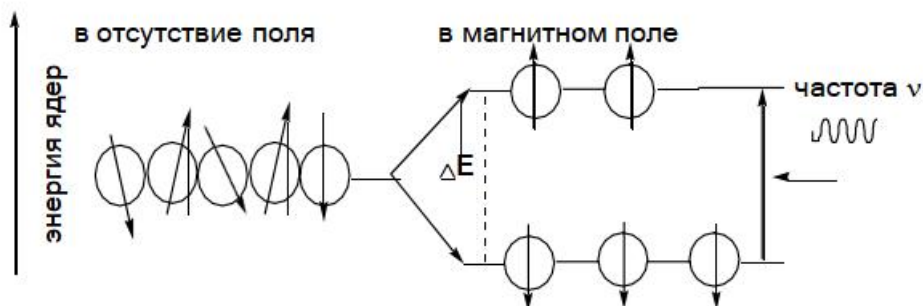 в отсутствие поля
в магнитном поле
энергия ядер
ΔE
частота ν